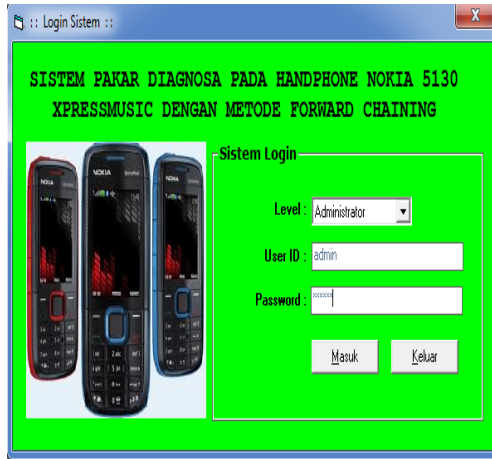 :: Login Sistem ::
X
SISTEM PAKAR DIAGNOSA PADA HANDPHONE NOKIA 5130
XPRESSMUSIC DENGAN METODE FORWARD CHAINING
NOKIA
NOKIA
NOKIA
Sistem Login
Level : Administrator
User ID : admin
Password : xxxxxx
Masuk Keluar